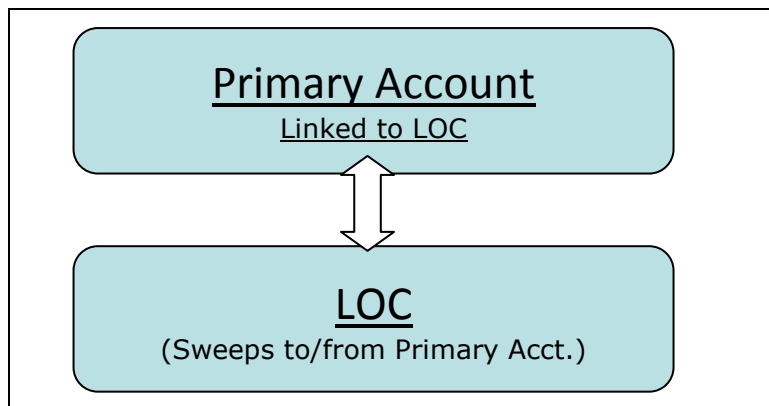 Primary Account
Linked to LOC
LOC
(Sweeps to/from Primary Acct.)